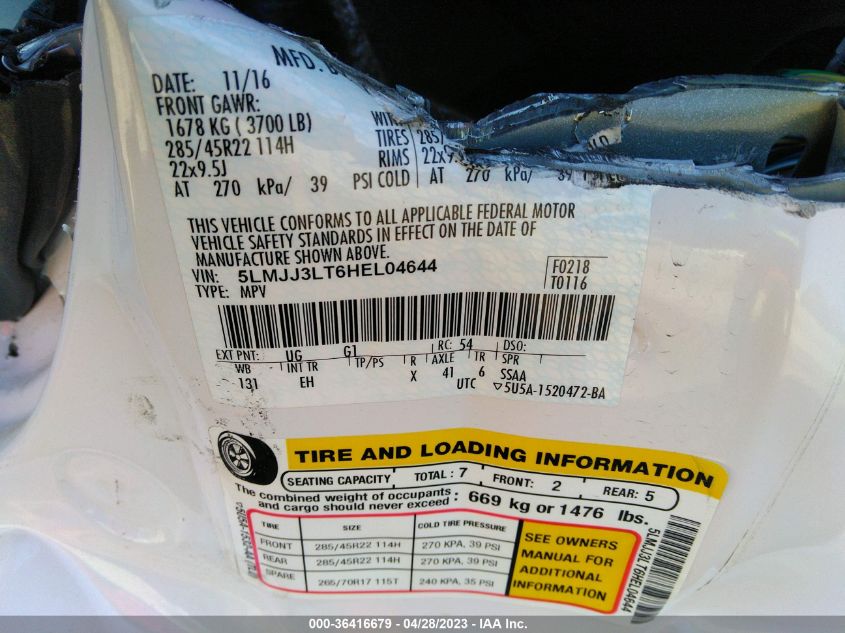 MFD.
DATE: 11/16
FRONT GAWR:
1678 KG ( 3700 LB)
285/45R22 114H
TIRES 285/
22x9.5J
RIMS 22x9.
AT 270 kPa/ 39 PSI COLD
AT 270 kPa/ 39
THIS VEHICLE CONFORMS TO ALL APPLICABLE FEDERAL MOTOR
VEHICLE SAFETY STANDARDS IN EFFECT ON THE DATE OF
MANUFACTURE SHOWN ABOVE.
VIN: 5LMJJ3LT6HEL04644
F0218
TYPE: MPV
T0116
EXT PNT: UG G1 RC: 54 DSO:
WB INT TR TP/PS R AXLE TR SPR
131 EH X 41 6 SSAA
UTC ▽5U5A-1520472-BA
TIRE AND LOADING INFORMATION
SEATING CAPACITY TOTAL : 7 FRONT: 2 REAR: 5
The combined weight of occupants
and cargo should never exceed : 669 kg or 1476 lbs.
TIRE SIZE COLD TIRE PRESSURE
FRONT 285/45R22 114H 270 KPA, 39 PSI
REAR 285/45R22 114H 270 KPA, 39 PSI
SPARE 265/70R17 115T 240 KPA, 35 PSI
SEE OWNERS
MANUAL FOR
ADDITIONAL
INFORMATION
5LMJJ3LT6HEL04644
000-36416679 - 04/28/2023 - IAA Inc.